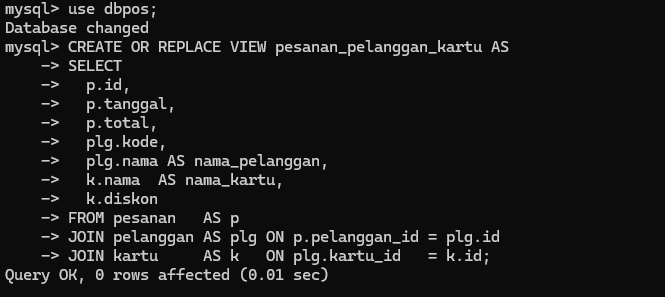 mysql> use dbpos;
Database changed
mysql> CREATE OR REPLACE VIEW pesanan_pelanggan_kartu AS
    -> SELECT
    ->   p.id,
    ->   p.tanggal,
    ->   p.total,
    ->   plg.kode,
    ->   plg.nama AS nama_pelanggan,
    ->   k.nama  AS nama_kartu,
    ->   k.diskon
    -> FROM pesanan   AS p
    -> JOIN pelanggan AS plg ON p.pelanggan_id = plg.id
    -> JOIN kartu     AS k   ON plg.kartu_id   = k.id;
Query OK, 0 rows affected (0.01 sec)